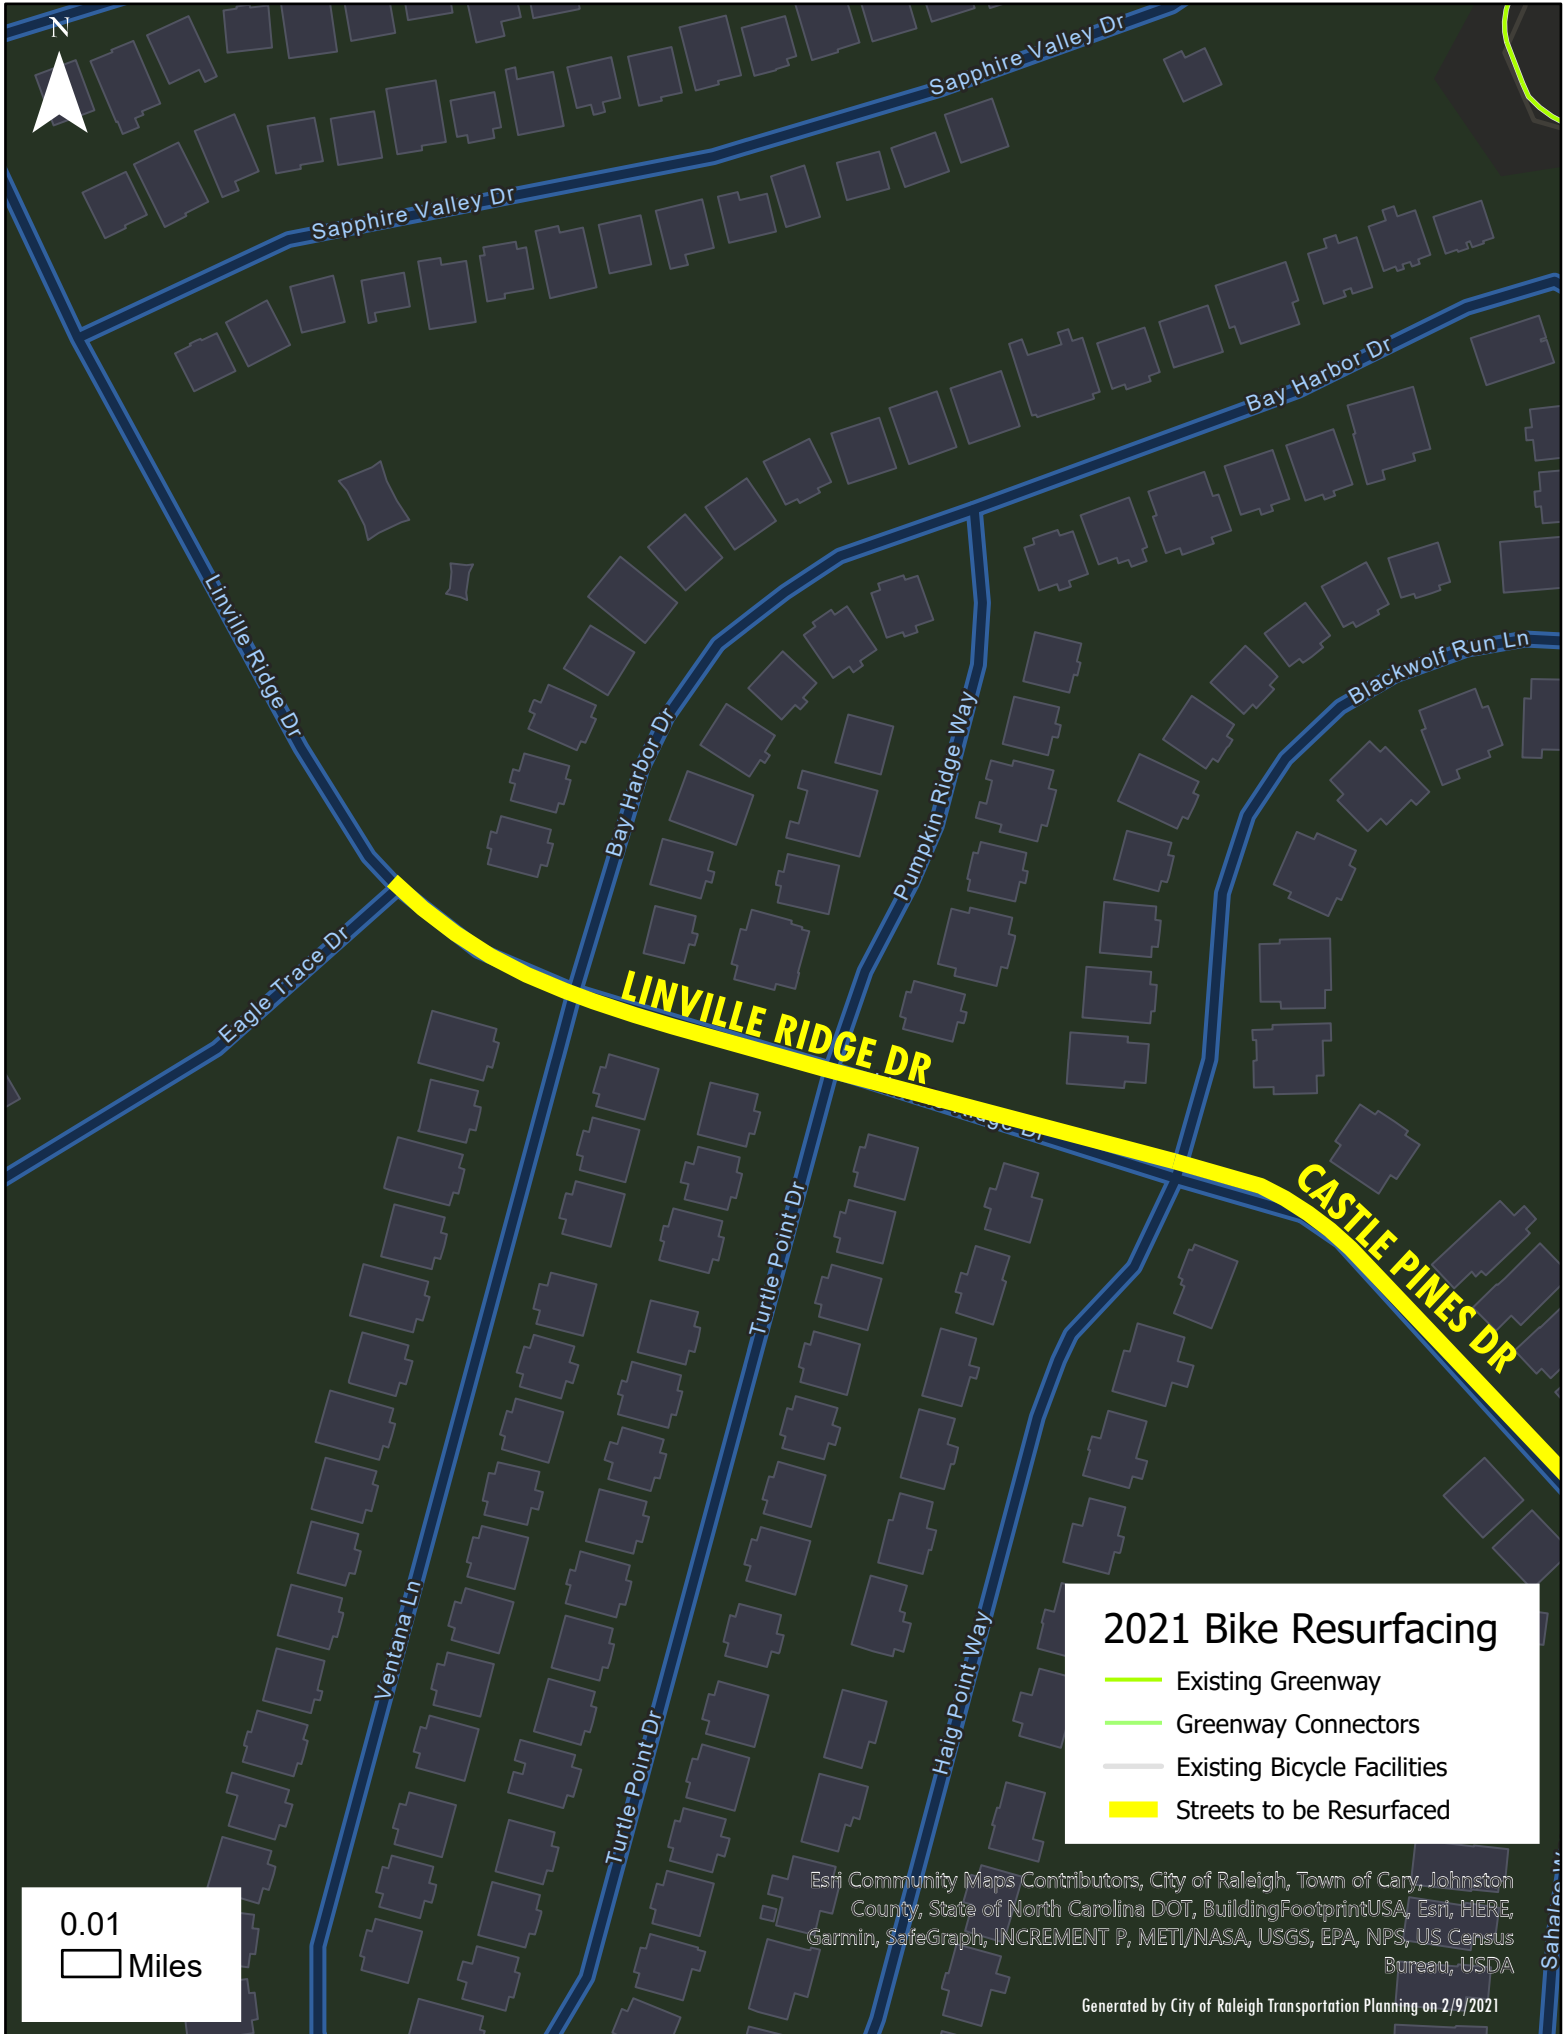 N
Sapphire Valley Dr
Sapphire Valley Dr
Bay Harbor Dr
Linville Ridge Dr
Blackwolf Run Ln
Bay Harbor Dr
Pumpkin Ridge Way
Eagle Trace Dr
LINVILLE RIDGE DR
Ridge Dr
CASTLE PINES DR
Turtle Point Dr
Ventana Ln
Haig Point Way
Turtle Point Dr
2021 Bike Resurfacing
Existing Greenway
Greenway Connectors
Existing Bicycle Facilities
Streets to be Resurfaced
Esri Community Maps Contributors, City of Raleigh, Town of Cary, Johnston
County, State of North Carolina DOT, BuildingFootprintUSA, Esri, HERE,
Garmin, SafeGraph, INCREMENT P, METI/NASA, USGS, EPA, NPS, US Census
Bureau, USDA
Sahalee W
0.01
Miles
Generated by City of Raleigh Transportation Planning on 2/9/2021